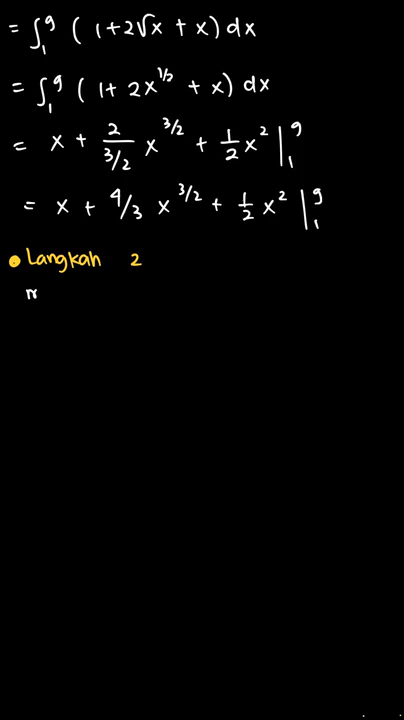 = ∫₁⁹ (1+2√x + x) dx
= ∫₁⁹ (1+ 2x^1/2 + x) dx
= x + 2/(3/2) x^3/2 + 1/2 x² |₁⁹
= x + 4/3 x^3/2 + 1/2 x² |₁⁹
• Langkah 2